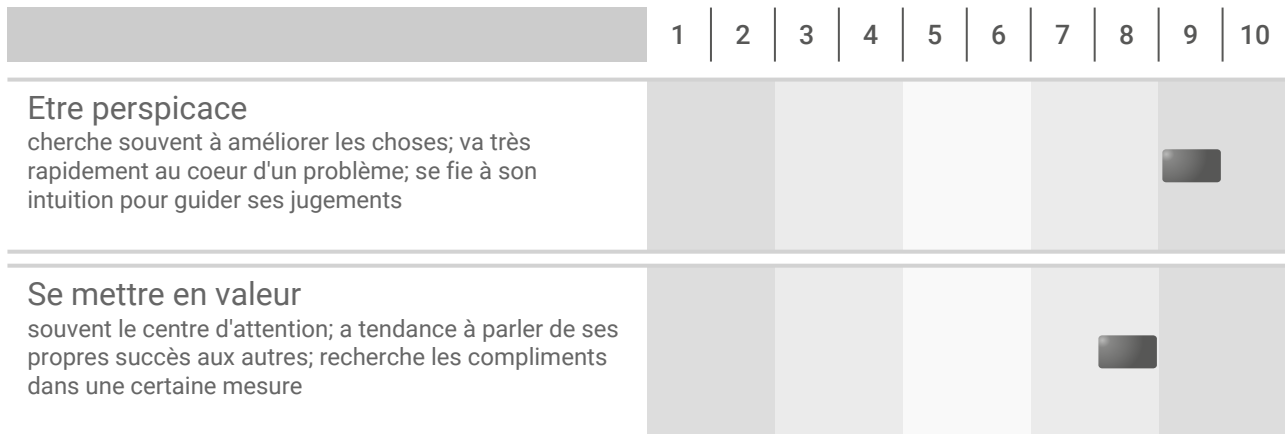 1 2 3 4 5 6 7 8 9 10
Etre perspicace
cherche souvent à améliorer les choses; va très
rapidement au coeur d'un problème; se fie à son
intuition pour guider ses jugements
Se mettre en valeur
souvent le centre d'attention; a tendance à parler de ses
propres succès aux autres; recherche les compliments
dans une certaine mesure